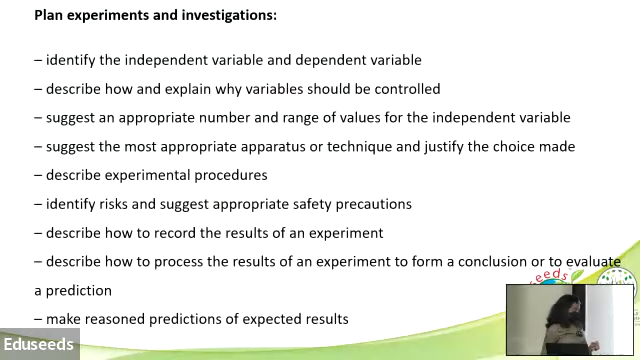 Plan experiments and investigations:
– identify the independent variable and dependent variable
– describe how and explain why variables should be controlled
– suggest an appropriate number and range of values for the independent variable
– suggest the most appropriate apparatus or technique and justify the choice made
– describe experimental procedures
– identify risks and suggest appropriate safety precautions
– describe how to record the results of an experiment
– describe how to process the results of an experiment to form a conclusion or to evaluate
a prediction
– make reasoned predictions of expected results
Eduseeds